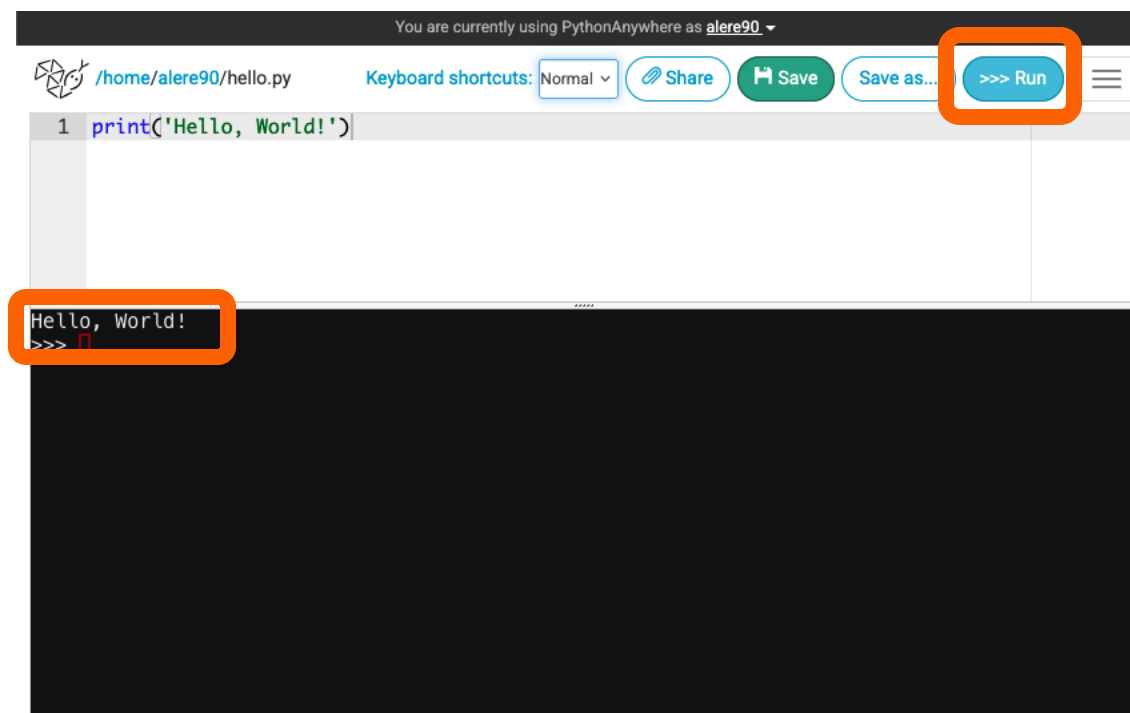 You are currently using PythonAnywhere as alere90
/home/alere90/hello.py Keyboard shortcuts: Normal Share Save Save as... >>> Run
1 print('Hello, World!')
Hello, World!
>>>